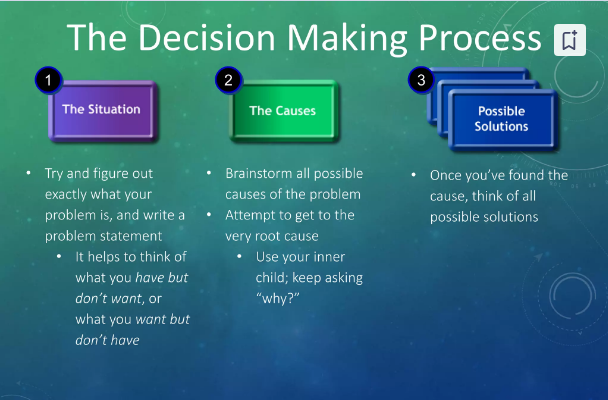 The Decision Making Process
1
The Situation
• Try and figure out
exactly what your
problem is, and write a
problem statement
• It helps to think of
what you have but
don't want, or
what you want but
don't have
2
The Causes
• Brainstorm all possible
causes of the problem
• Attempt to get to the
very root cause
• Use your inner
child; keep asking
"why?"
3
Possible
Solutions
• Once you've found the
cause, think of all
possible solutions